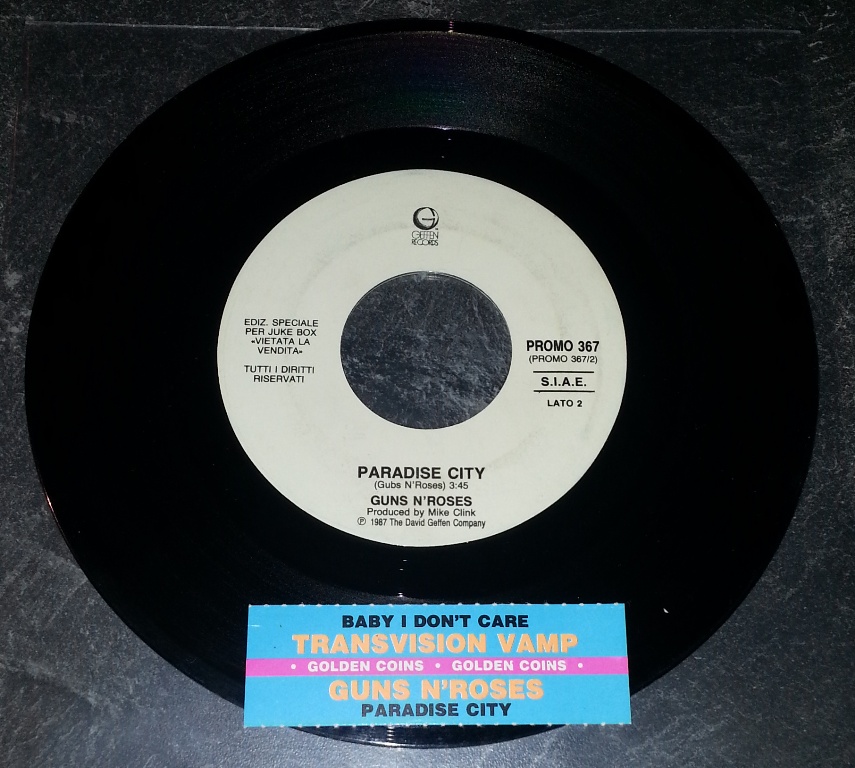 GEFFEN
RECORDS
EDIZ. SPECIALE
PER JUKE BOX
«VIETATA LA
VENDITA»
TUTTI I DIRITTI
RISERVATI
PROMO 367
(PROMO 367/2)
S.I.A.E.
LATO 2
PARADISE CITY
(Gubs N'Roses) 3:45
GUNS N'ROSES
Produced by Mike Clink
℗ 1987 The David Geffen Company
BABY I DON'T CARE
TRANSVISION VAMP
• GOLDEN COINS • GOLDEN COINS •
GUNS N'ROSES
PARADISE CITY